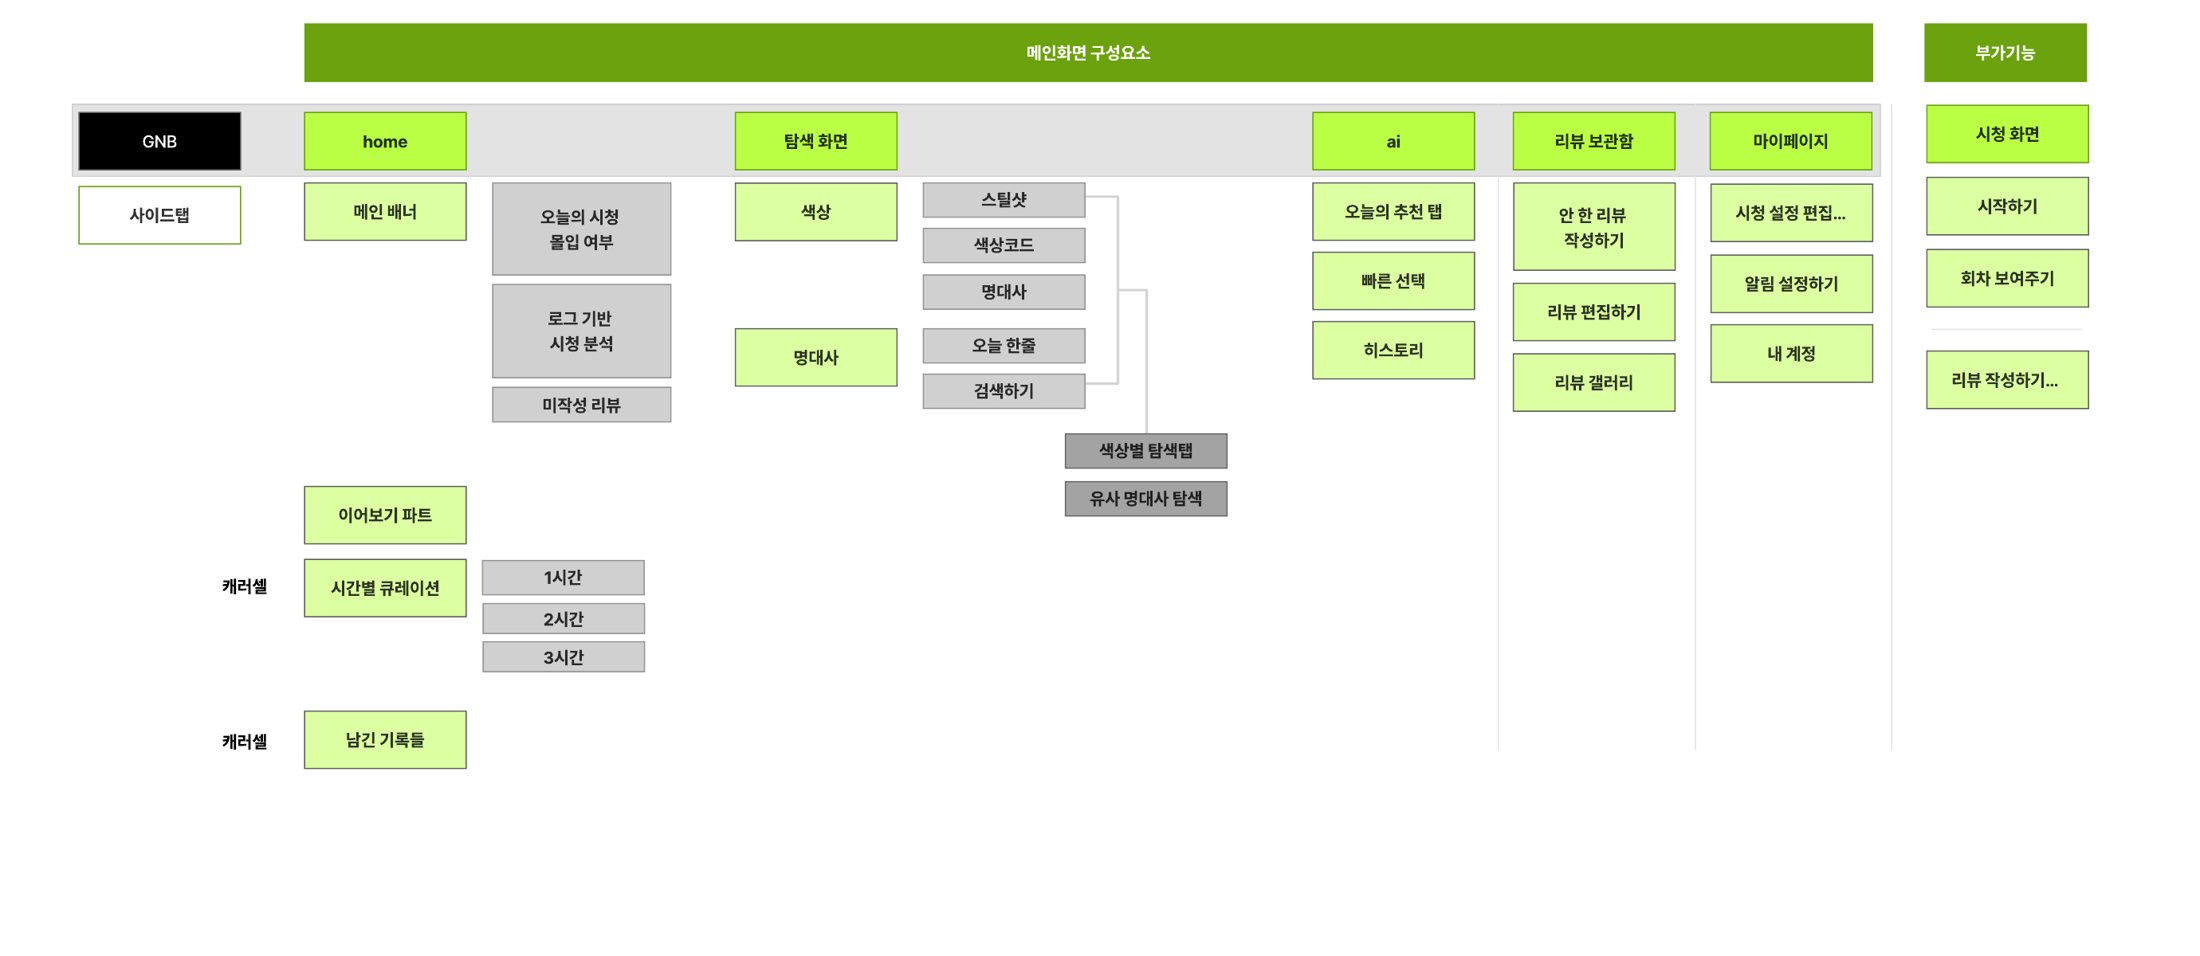 메인화면 구성요소
부가기능
GNB
home
탐색 화면
ai
리뷰 보관함
마이페이지
시청 화면
사이드탭
메인 배너
오늘의 시청
몰입 여부
로그 기반
시청 분석
미작성 리뷰
색상
스틸샷
색상코드
명대사
명대사
오늘 한줄
검색하기
색상별 탐색탭
유사 명대사 탐색
오늘의 추천 탭
빠른 선택
히스토리
안 한 리뷰
작성하기
리뷰 편집하기
리뷰 갤러리
시청 설정 편집...
알림 설정하기
내 계정
시작하기
회차 보여주기
리뷰 작성하기...
이어보기 파트
캐러셀
시간별 큐레이션
1시간
2시간
3시간
캐러셀
남긴 기록들